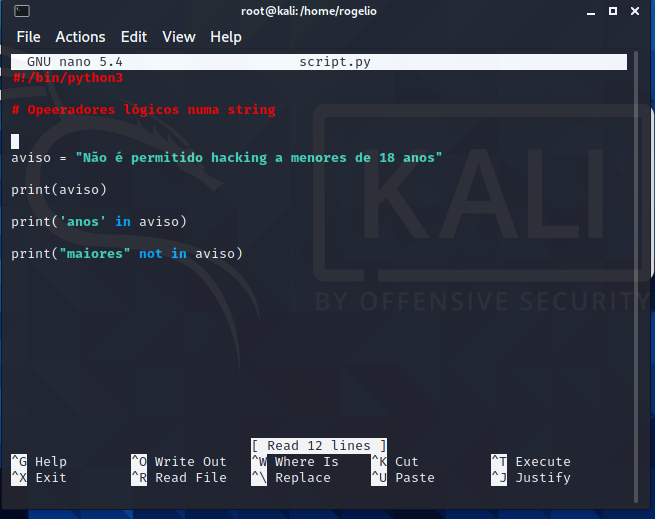 root@kali:/home/rogelio
File Actions Edit View Help
GNU nano 5.4 script.py
#!/bin/python3
# Opeeradores lógicos numa string
aviso = "Não é permitido hacking a menores de 18 anos"
print(aviso)
print('anos' in aviso)
print("maiores" not in aviso)
KALI
BY OFFENSIVE SECURITY
[ Read 12 lines ]
^G Help ^O Write Out ^W Where Is ^K Cut ^T Execute
^X Exit ^R Read File ^\ Replace ^U Paste ^J Justify